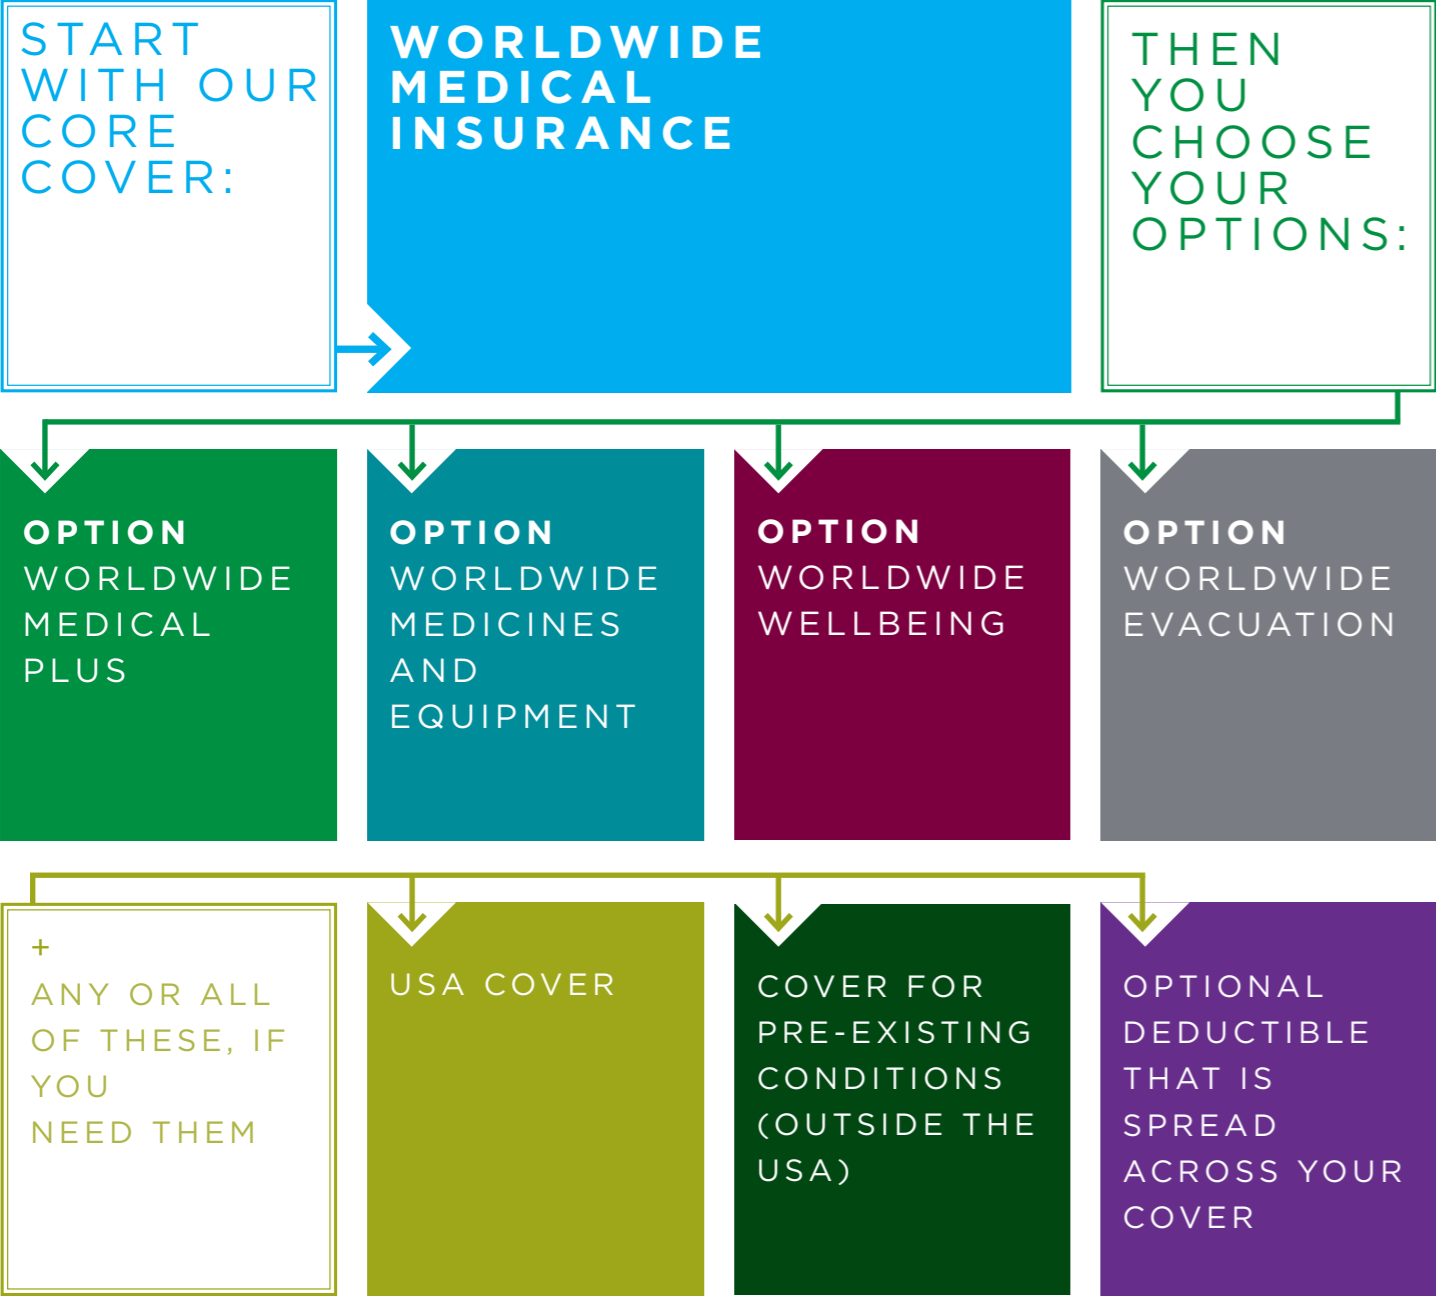 START
WITH OUR
CORE
COVER:
WORLDWIDE
MEDICAL
INSURANCE
THEN
YOU
CHOOSE
YOUR
OPTIONS:
OPTION
WORLDWIDE
MEDICAL
PLUS
OPTION
WORLDWIDE
MEDICINES
AND
EQUIPMENT
OPTION
WORLDWIDE
WELLBEING
OPTION
WORLDWIDE
EVACUATION
+
ANY OR ALL
OF THESE, IF
YOU
NEED THEM
USA COVER
COVER FOR
PRE-EXISTING
CONDITIONS
(OUTSIDE THE
USA)
OPTIONAL
DEDUCTIBLE
THAT IS
SPREAD
ACROSS YOUR
COVER